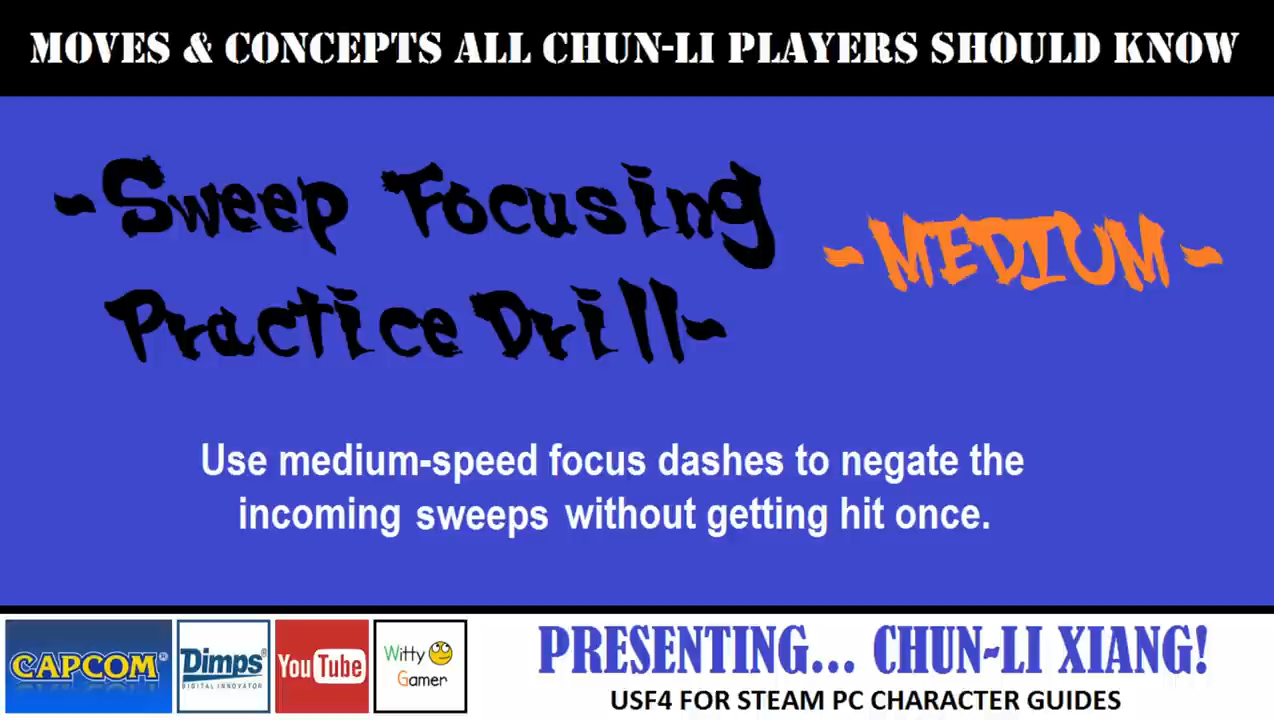 MOVES & CONCEPTS ALL CHUN-LI PLAYERS SHOULD KNOW
-Sweep Focusing
Practice Drill-
-MEDIUM-
Use medium-speed focus dashes to negate the
incoming sweeps without getting hit once.
CAPCOM®
Dimps®
DIGITAL INNOVATOR
YouTube
Witty
Gamer
PRESENTING... CHUN-LI XIANG!
USF4 FOR STEAM PC CHARACTER GUIDES